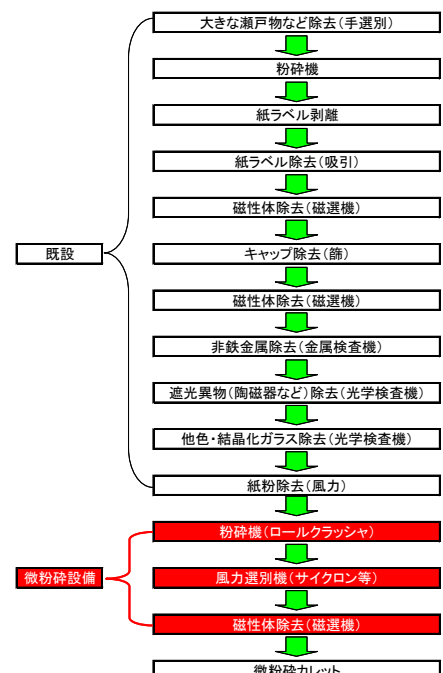 大きな瀬戸物など除去(手選別)
粉砕機
紙ラベル剥離
紙ラベル除去(吸引)
磁性体除去(磁選機)
既設
キャップ除去(篩)
磁性体除去(磁選機)
非鉄金属除去(金属検査機)
遮光異物(陶磁器など)除去(光学検査機)
他色・結晶化ガラス除去(光学検査機)
紙粉除去(風力)
粉砕機(ロールクラッシャ)
微粉砕設備
風力選別機(サイクロン等)
磁性体除去(磁選機)
微粉砕カレット